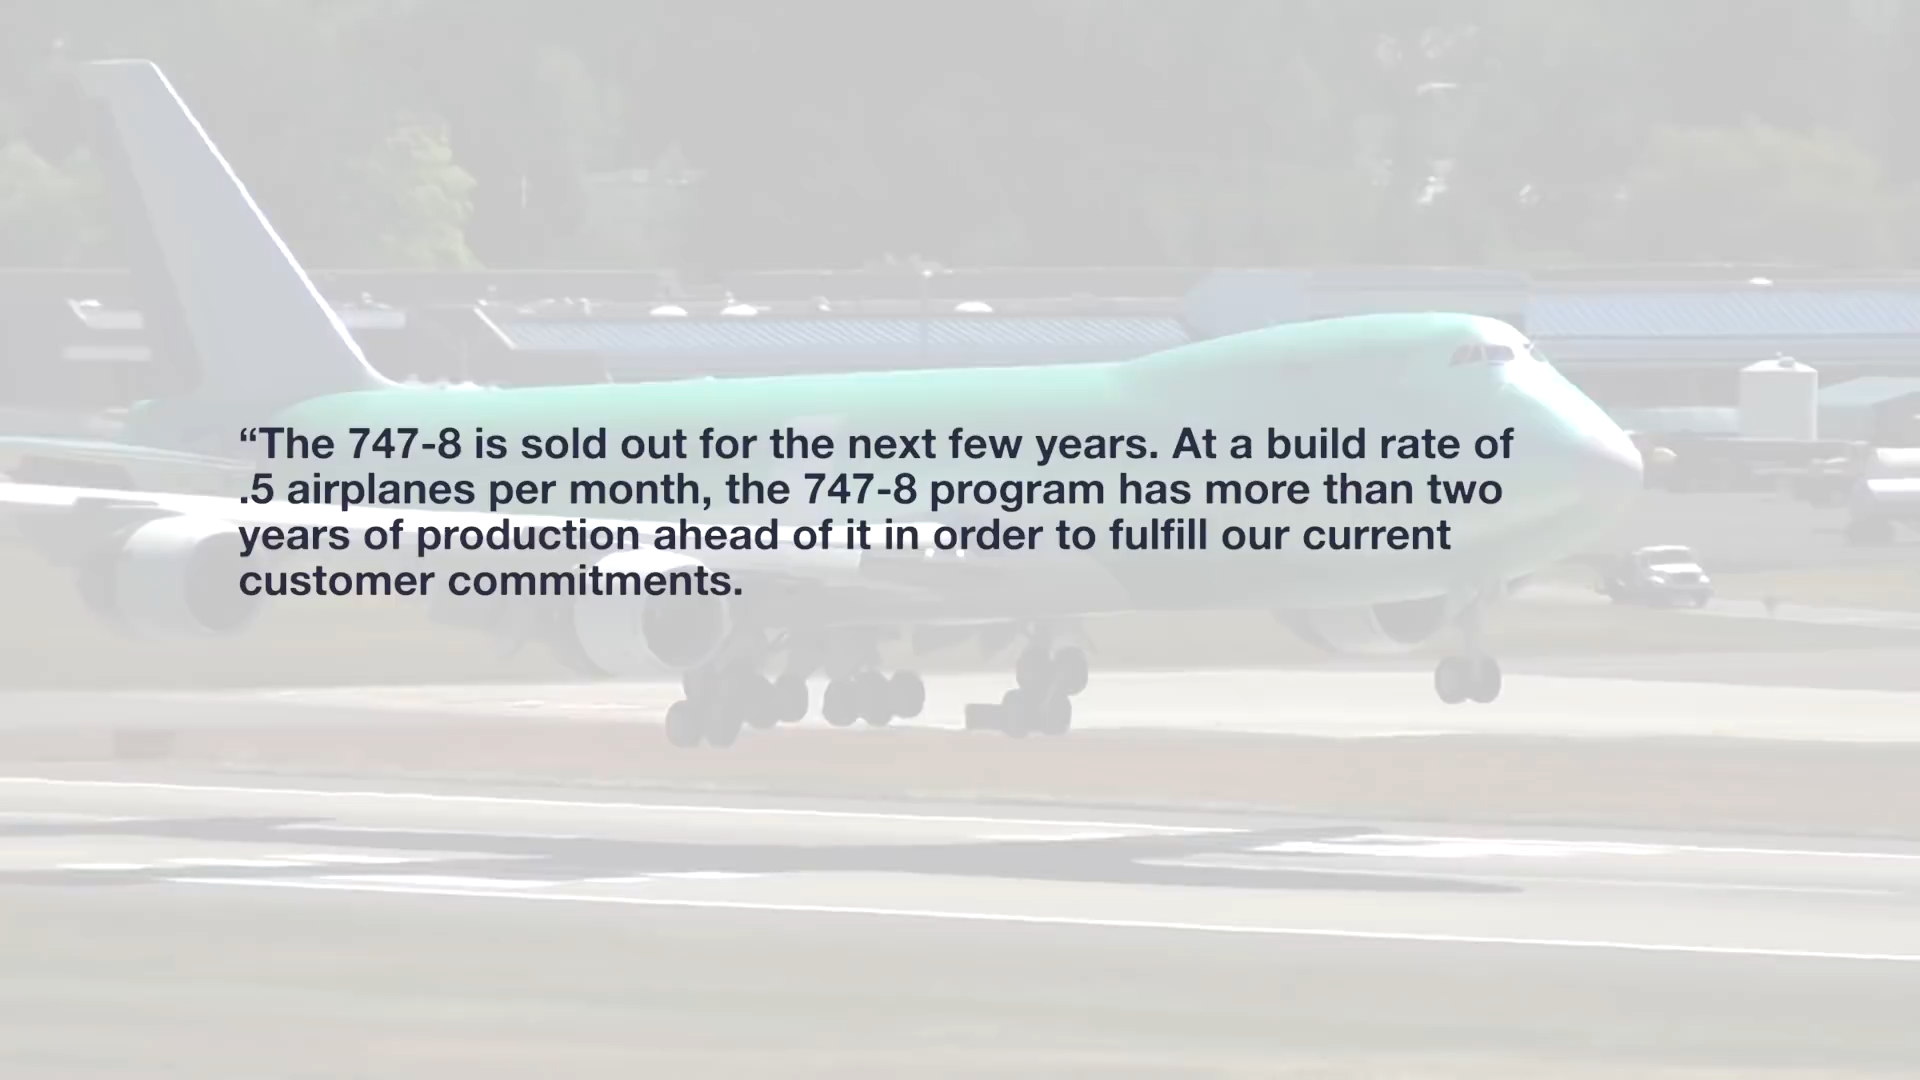 “The 747-8 is sold out for the next few years. At a build rate of
.5 airplanes per month, the 747-8 program has more than two
years of production ahead of it in order to fulfill our current
customer commitments.